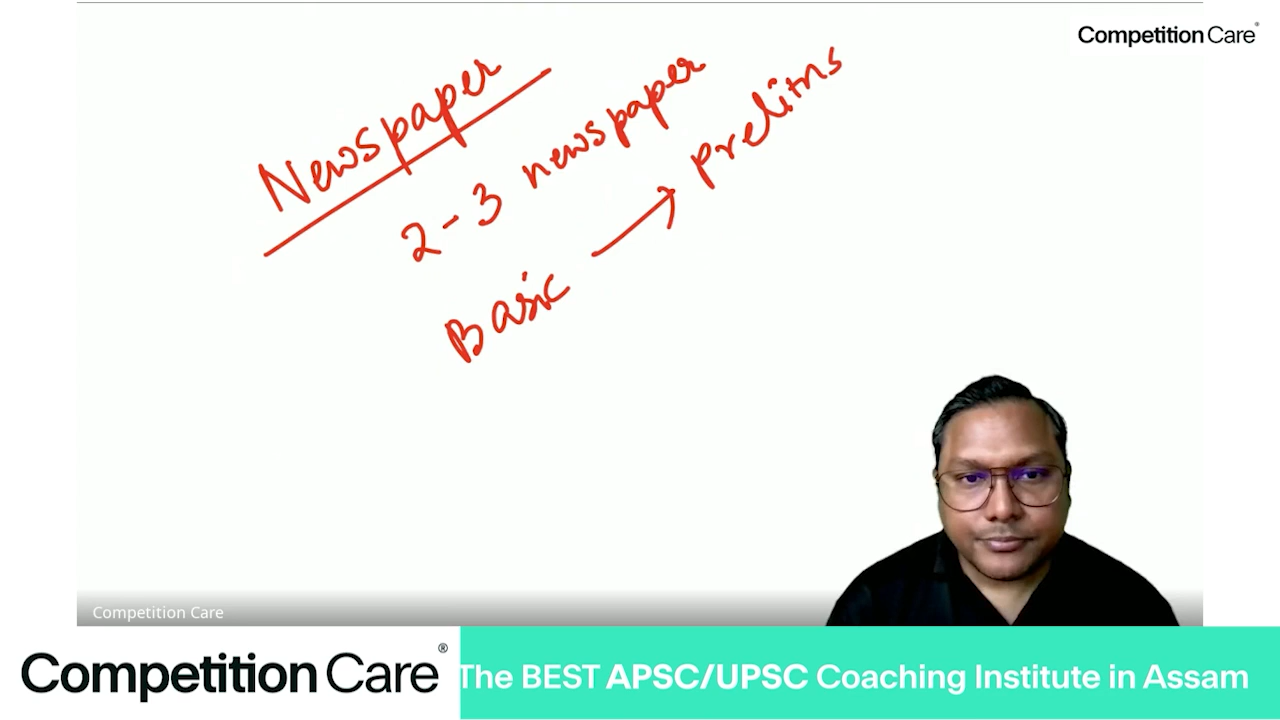 Competition Care®
Newspaper
2-3 newspaper
Basic → prelims
Competition Care
Competition Care®
The BEST APSC/UPSC Coaching Institute in Assam